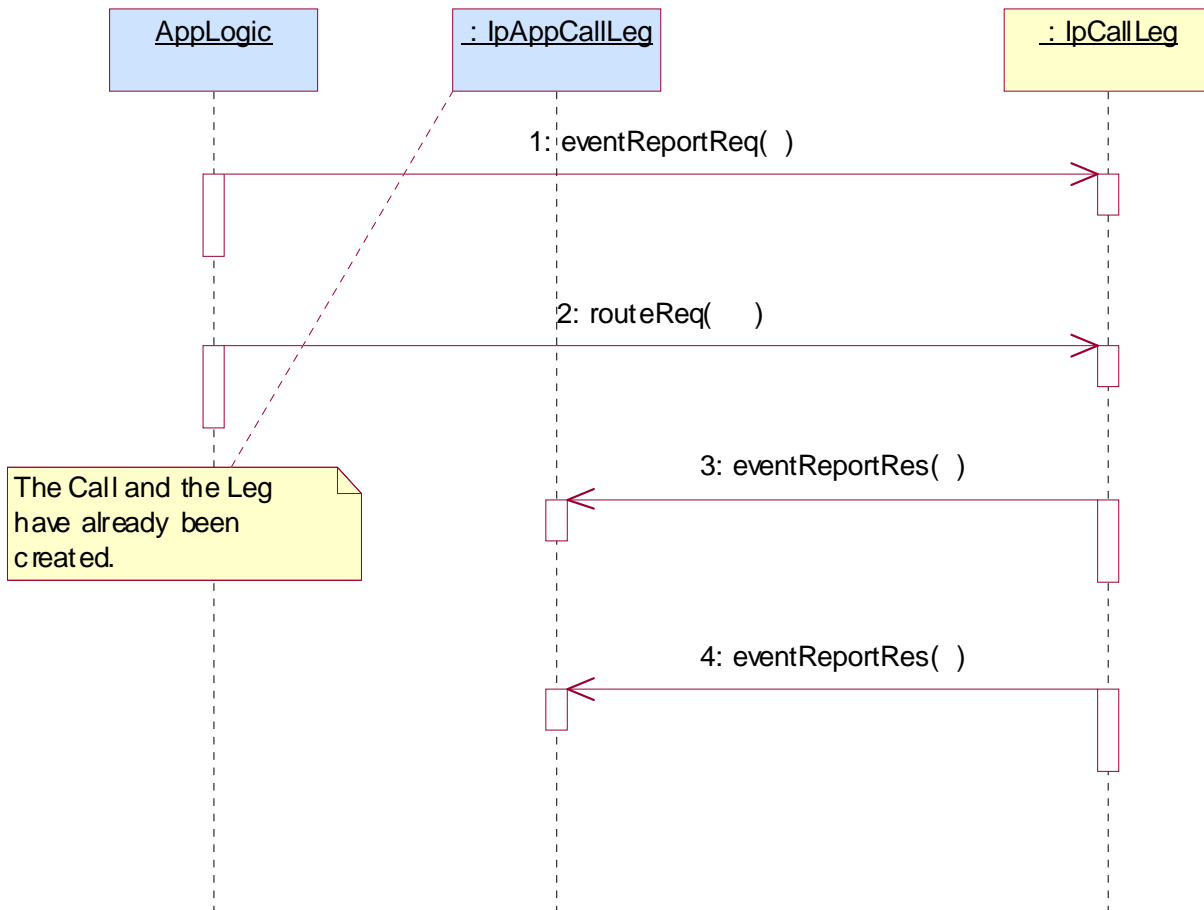 AppLogic
: IpAppCallLeg
: IpCallLeg
1: eventReportReq( )
2: routeReq( )
3: eventReportRes( )
The Call and the Leg
have already been
created.
4: eventReportRes( )